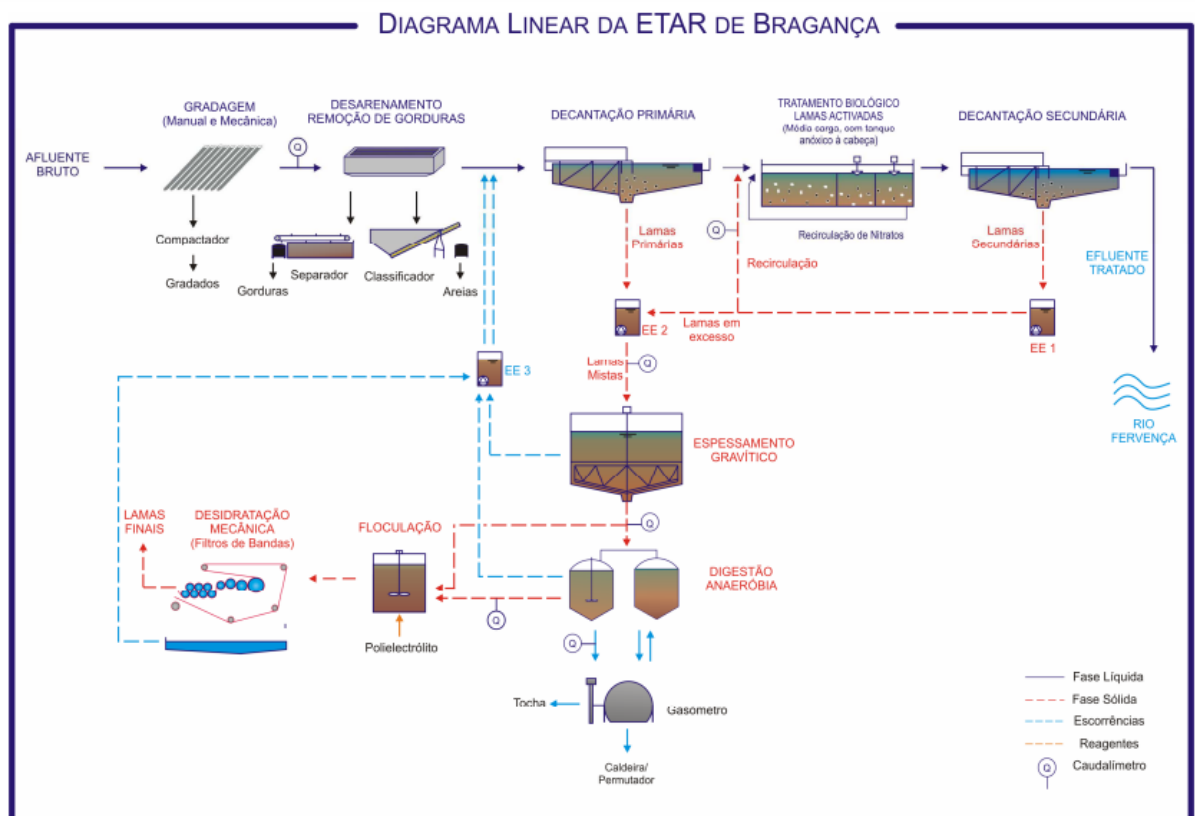 DIAGRAMA LINEAR DA ETAR DE BRAGANÇA
AFLUENTE
BRUTO
GRADAGEM
(Manual e Mecânica)
Q
DESARENAMENTO
REMOÇÃO DE GORDURAS
DECANTAÇÃO PRIMÁRIA
TRATAMENTO BIOLÓGICO
LAMAS ACTIVADAS
(Média carga, com tanque
anóxico à cabeça)
DECANTAÇÃO SECUNDÁRIA
Compactador
Gradados
Gorduras
Separador
Classificador
Areias
Lamas
Primárias
Q
Recirculação
Recirculação de Nitratos
Lamas
Secundárias
EFLUENTE
TRATADO
EE 2
Lamas em
excesso
EE 1
EE 3
Lamas
Mistas
Q
RIO
FERVENÇA
ESPESSAMENTO
GRAVÍTICO
LAMAS
FINAIS
DESIDRATAÇÃO
MECÂNICA
(Filtros de Bandas)
FLOCULAÇÃO
Q
DIGESTÃO
ANAERÓBIA
Q
Polielectrólito
Q
Tocha
Gasometro
Caldeira/
Permutador
Fase Líquida
Fase Sólida
Escorrências
Reagentes
Q
Caudalímetro